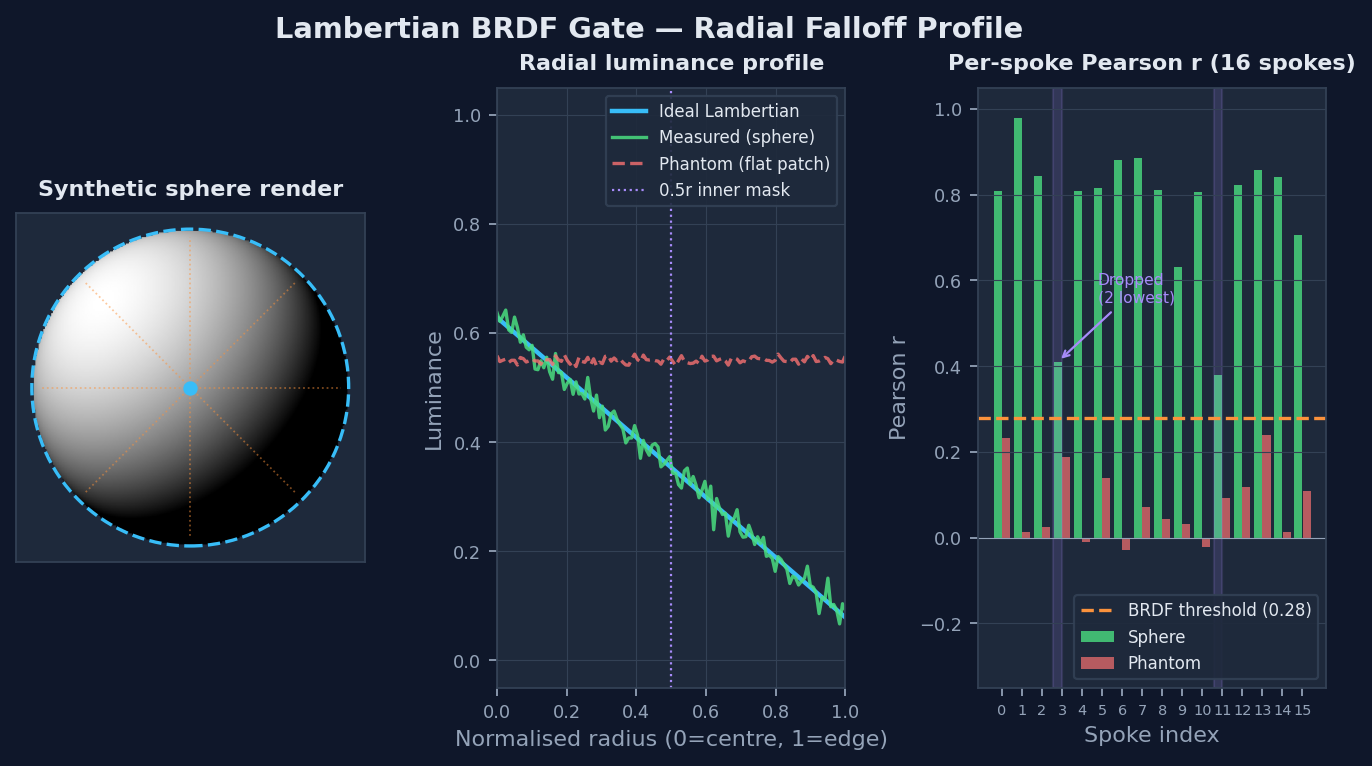 Lambertian BRDF Gate — Radial Falloff Profile
Synthetic sphere render
Radial luminance profile
Ideal Lambertian
Measured (sphere)
Phantom (flat patch)
0.5r inner mask
1.0
0.8
0.6
0.4
0.2
0.0
Luminance
0.0 0.2 0.4 0.6 0.8 1.0
Normalised radius (0=centre, 1=edge)
Per-spoke Pearson r (16 spokes)
1.0
0.8
0.6
0.4
0.2
0.0
−0.2
Pearson r
Dropped
(2 lowest)
BRDF threshold (0.28)
Sphere
Phantom
0 1 2 3 4 5 6 7 8 9 10 11 12 13 14 15
Spoke index